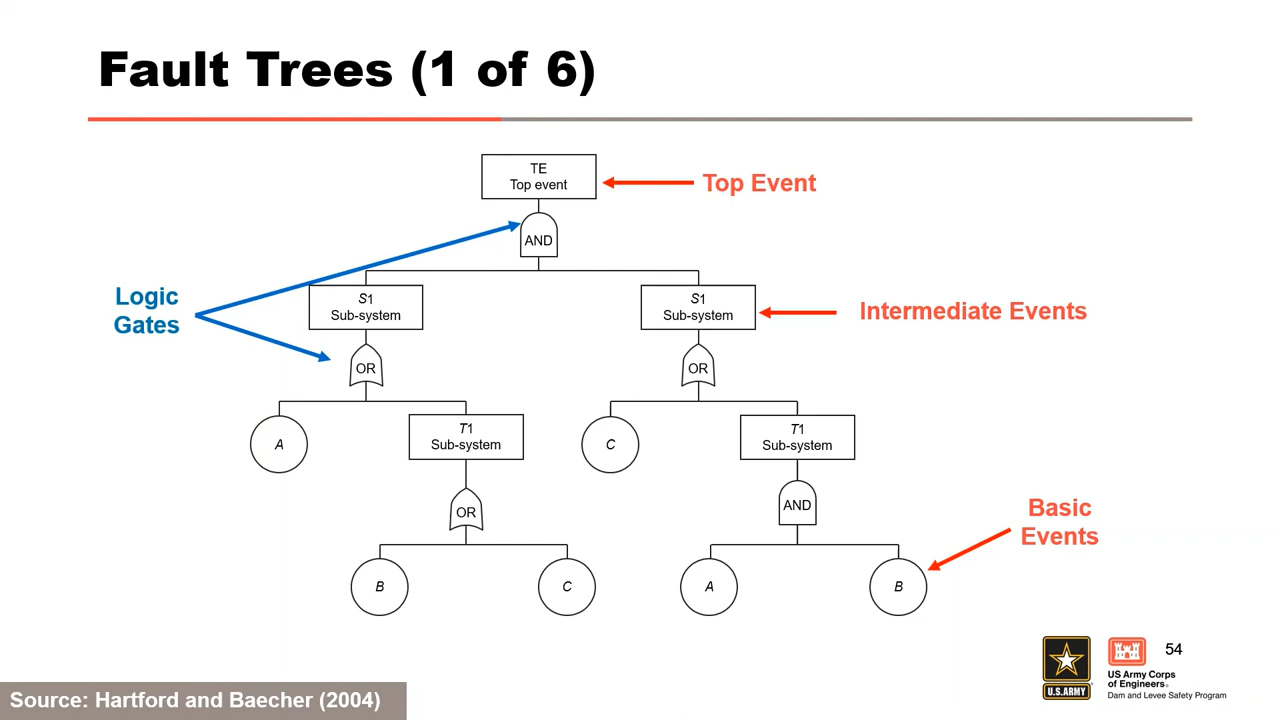 Fault Trees (1 of 6)
TE
Top event
Top Event
AND
Logic
Gates
S1
Sub-system
S1
Sub-system
Intermediate Events
OR
OR
A
T1
Sub-system
C
T1
Sub-system
OR
AND
Basic
Events
B
C
A
B
54
U.S.ARMY
US Army Corps
of Engineers®
Dam and Levee Safety Program
Source: Hartford and Baecher (2004)